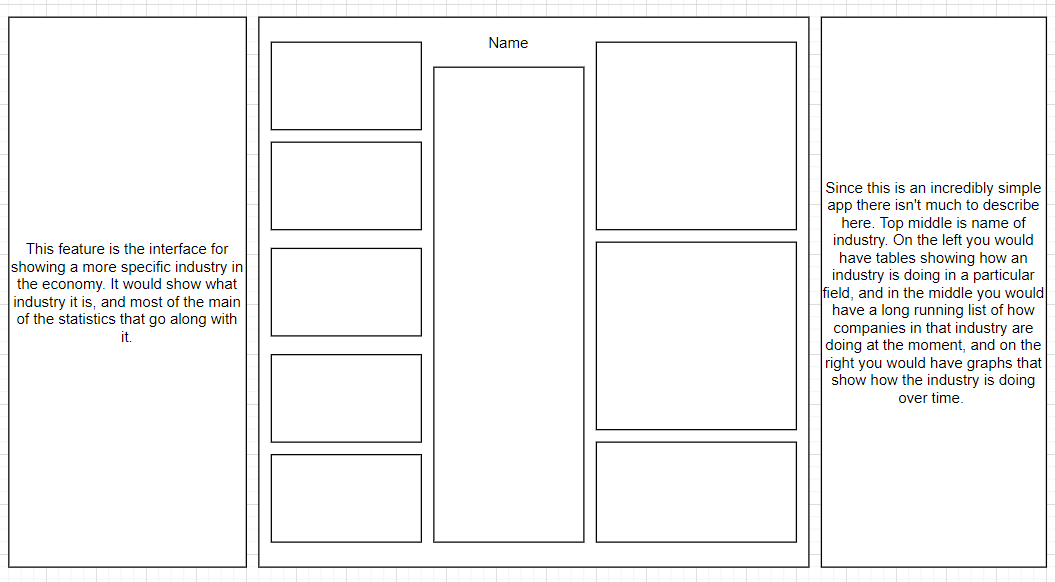 This feature is the interface for
showing a more specific industry in
the economy. It would show what
industry it is, and most of the main
of the statistics that go along with
it.
Name
Since this is an incredibly simple
app there isn't much to describe
here. Top middle is name of
industry. On the left you would
have tables showing how an
industry is doing in a particular
field, and in the middle you would
have a long running list of how
companies in that industry are
doing at the moment, and on the
right you would have graphs that
show how the industry is doing
over time.